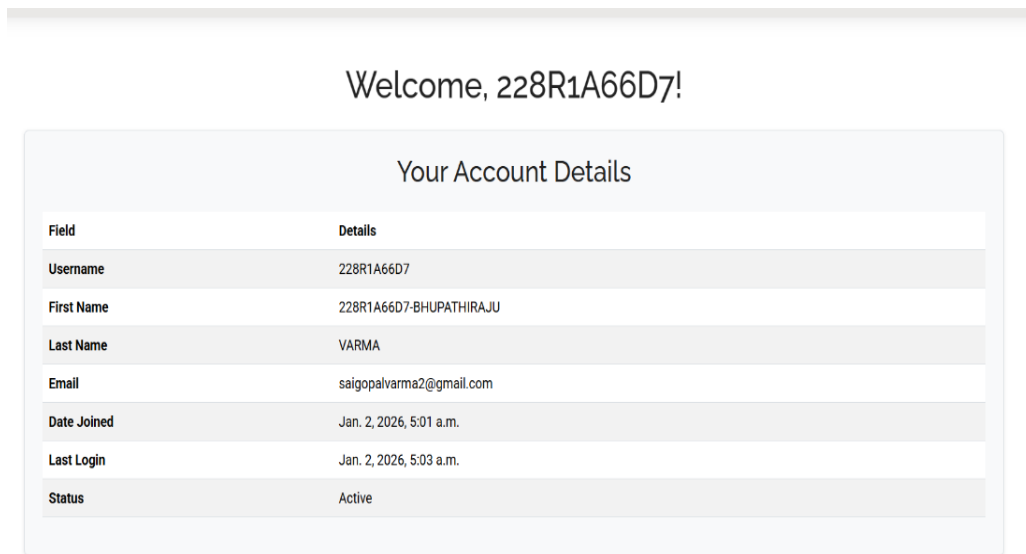 Welcome, 228R1A66D7!
Your Account Details
Field Details
Username 228R1A66D7
First Name 228R1A66D7-BHUPATHIRAJU
Last Name VARMA
Email saigopalvarma2@gmail.com
Date Joined Jan. 2, 2026, 5:01 a.m.
Last Login Jan. 2, 2026, 5:03 a.m.
Status Active